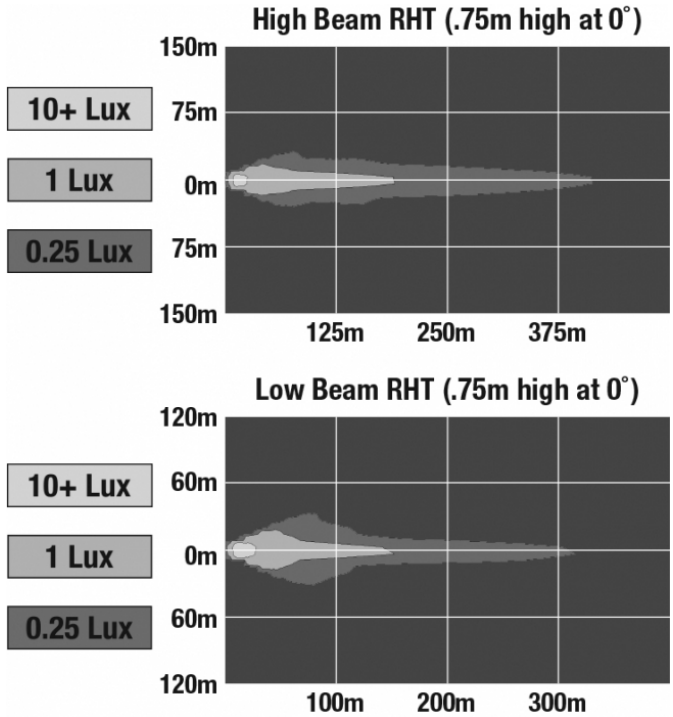 High Beam RHT (.75m high at 0˚)
150m
10+ Lux
75m
1 Lux
0m
0.25 Lux
75m
150m
125m 250m 375m
Low Beam RHT (.75m high at 0˚)
120m
10+ Lux
60m
1 Lux
0m
0.25 Lux
60m
120m
100m 200m 300m